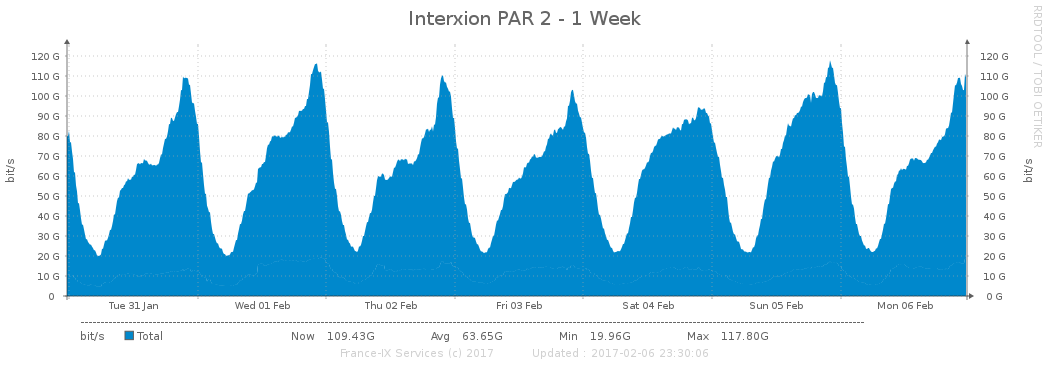 Interxion PAR 2 - 1 Week
RRDTOOL / TOBI OETIKER
bit/s
120 G
110 G
100 G
90 G
80 G
70 G
60 G
50 G
40 G
30 G
20 G
10 G
0
120 G
110 G
100 G
90 G
80 G
70 G
60 G
50 G
40 G
30 G
20 G
10 G
0 G
bit/s
Tue 31 Jan Wed 01 Feb Thu 02 Feb Fri 03 Feb Sat 04 Feb Sun 05 Feb Mon 06 Feb
bit/s Total Now 109.43G Avg 63.65G Min 19.96G Max 117.80G
France-IX Services (c) 2017 Updated : 2017-02-06 23:30:06